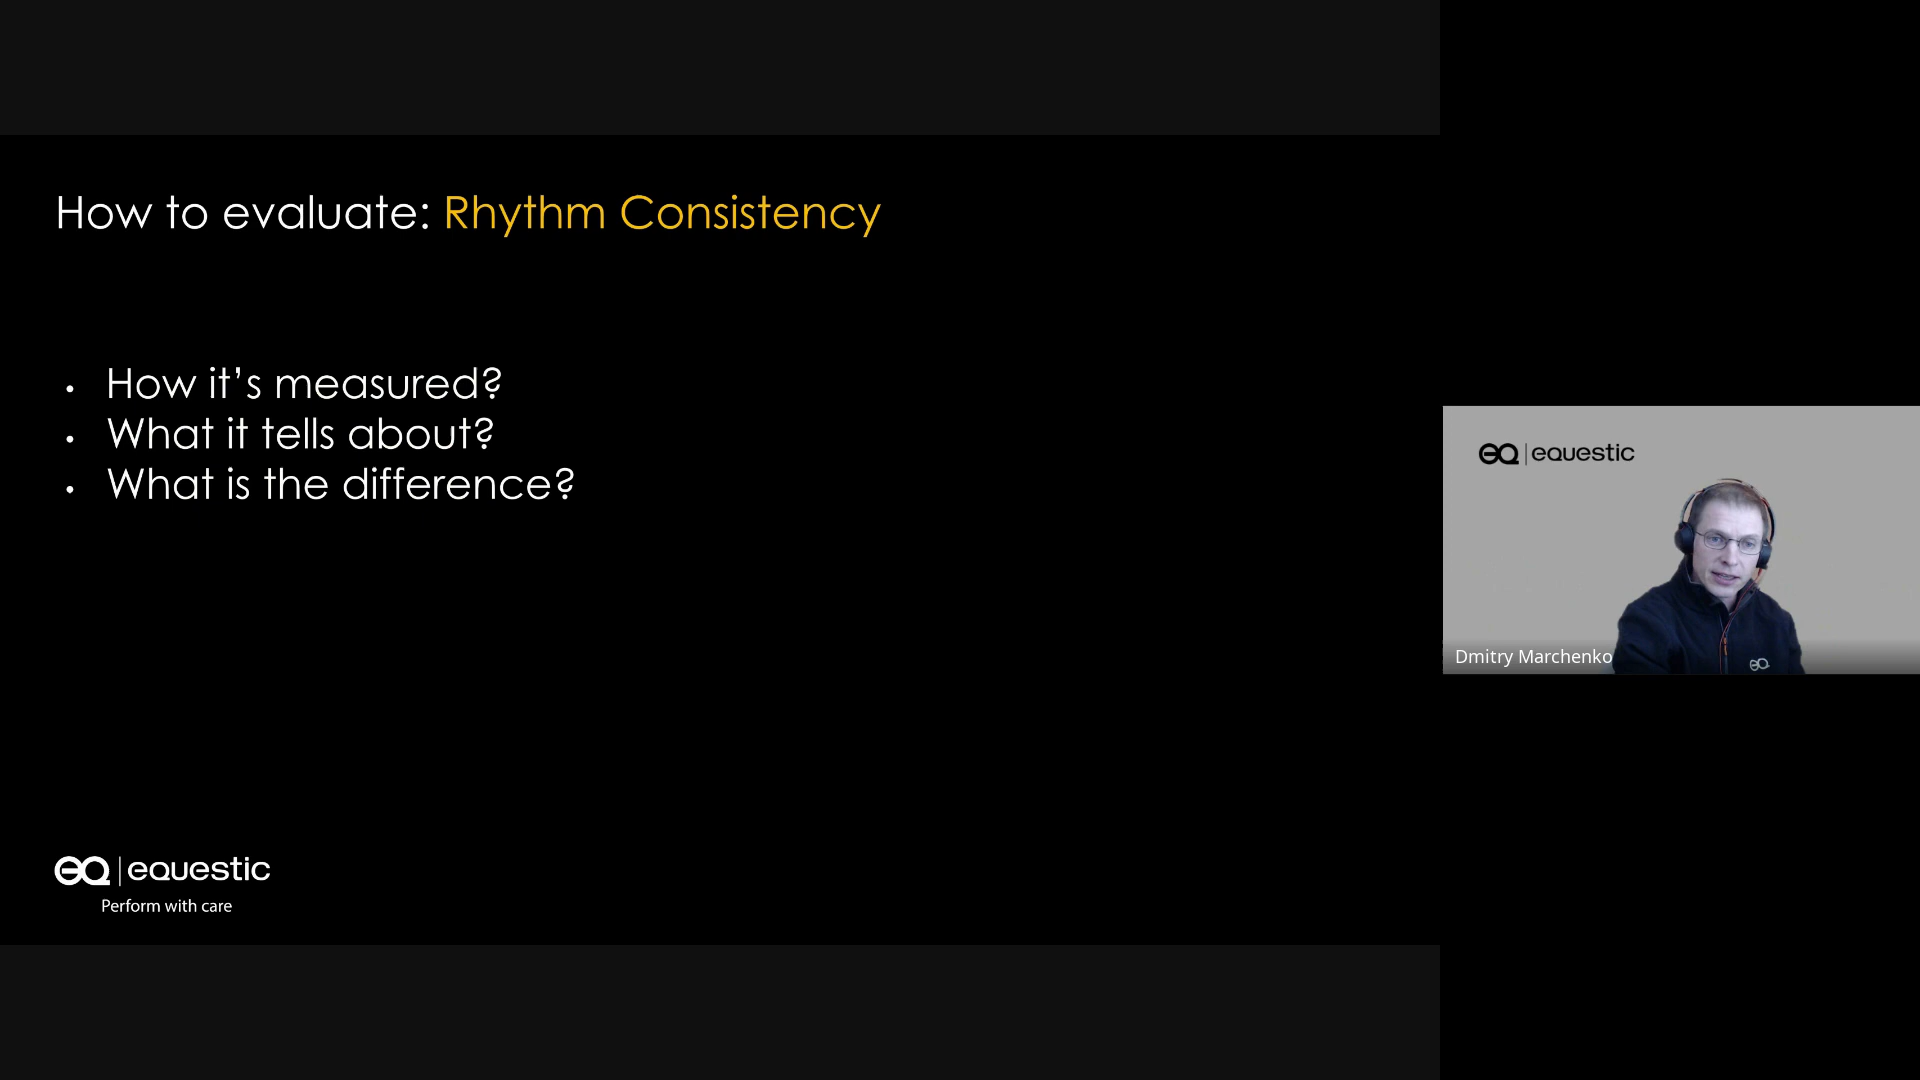 How to evaluate: Rhythm Consistency
• How it’s measured?
• What it tells about?
• What is the difference?
eQ | equestic
Perform with care
eQ | equestic
eQ
Dmitry Marchenko